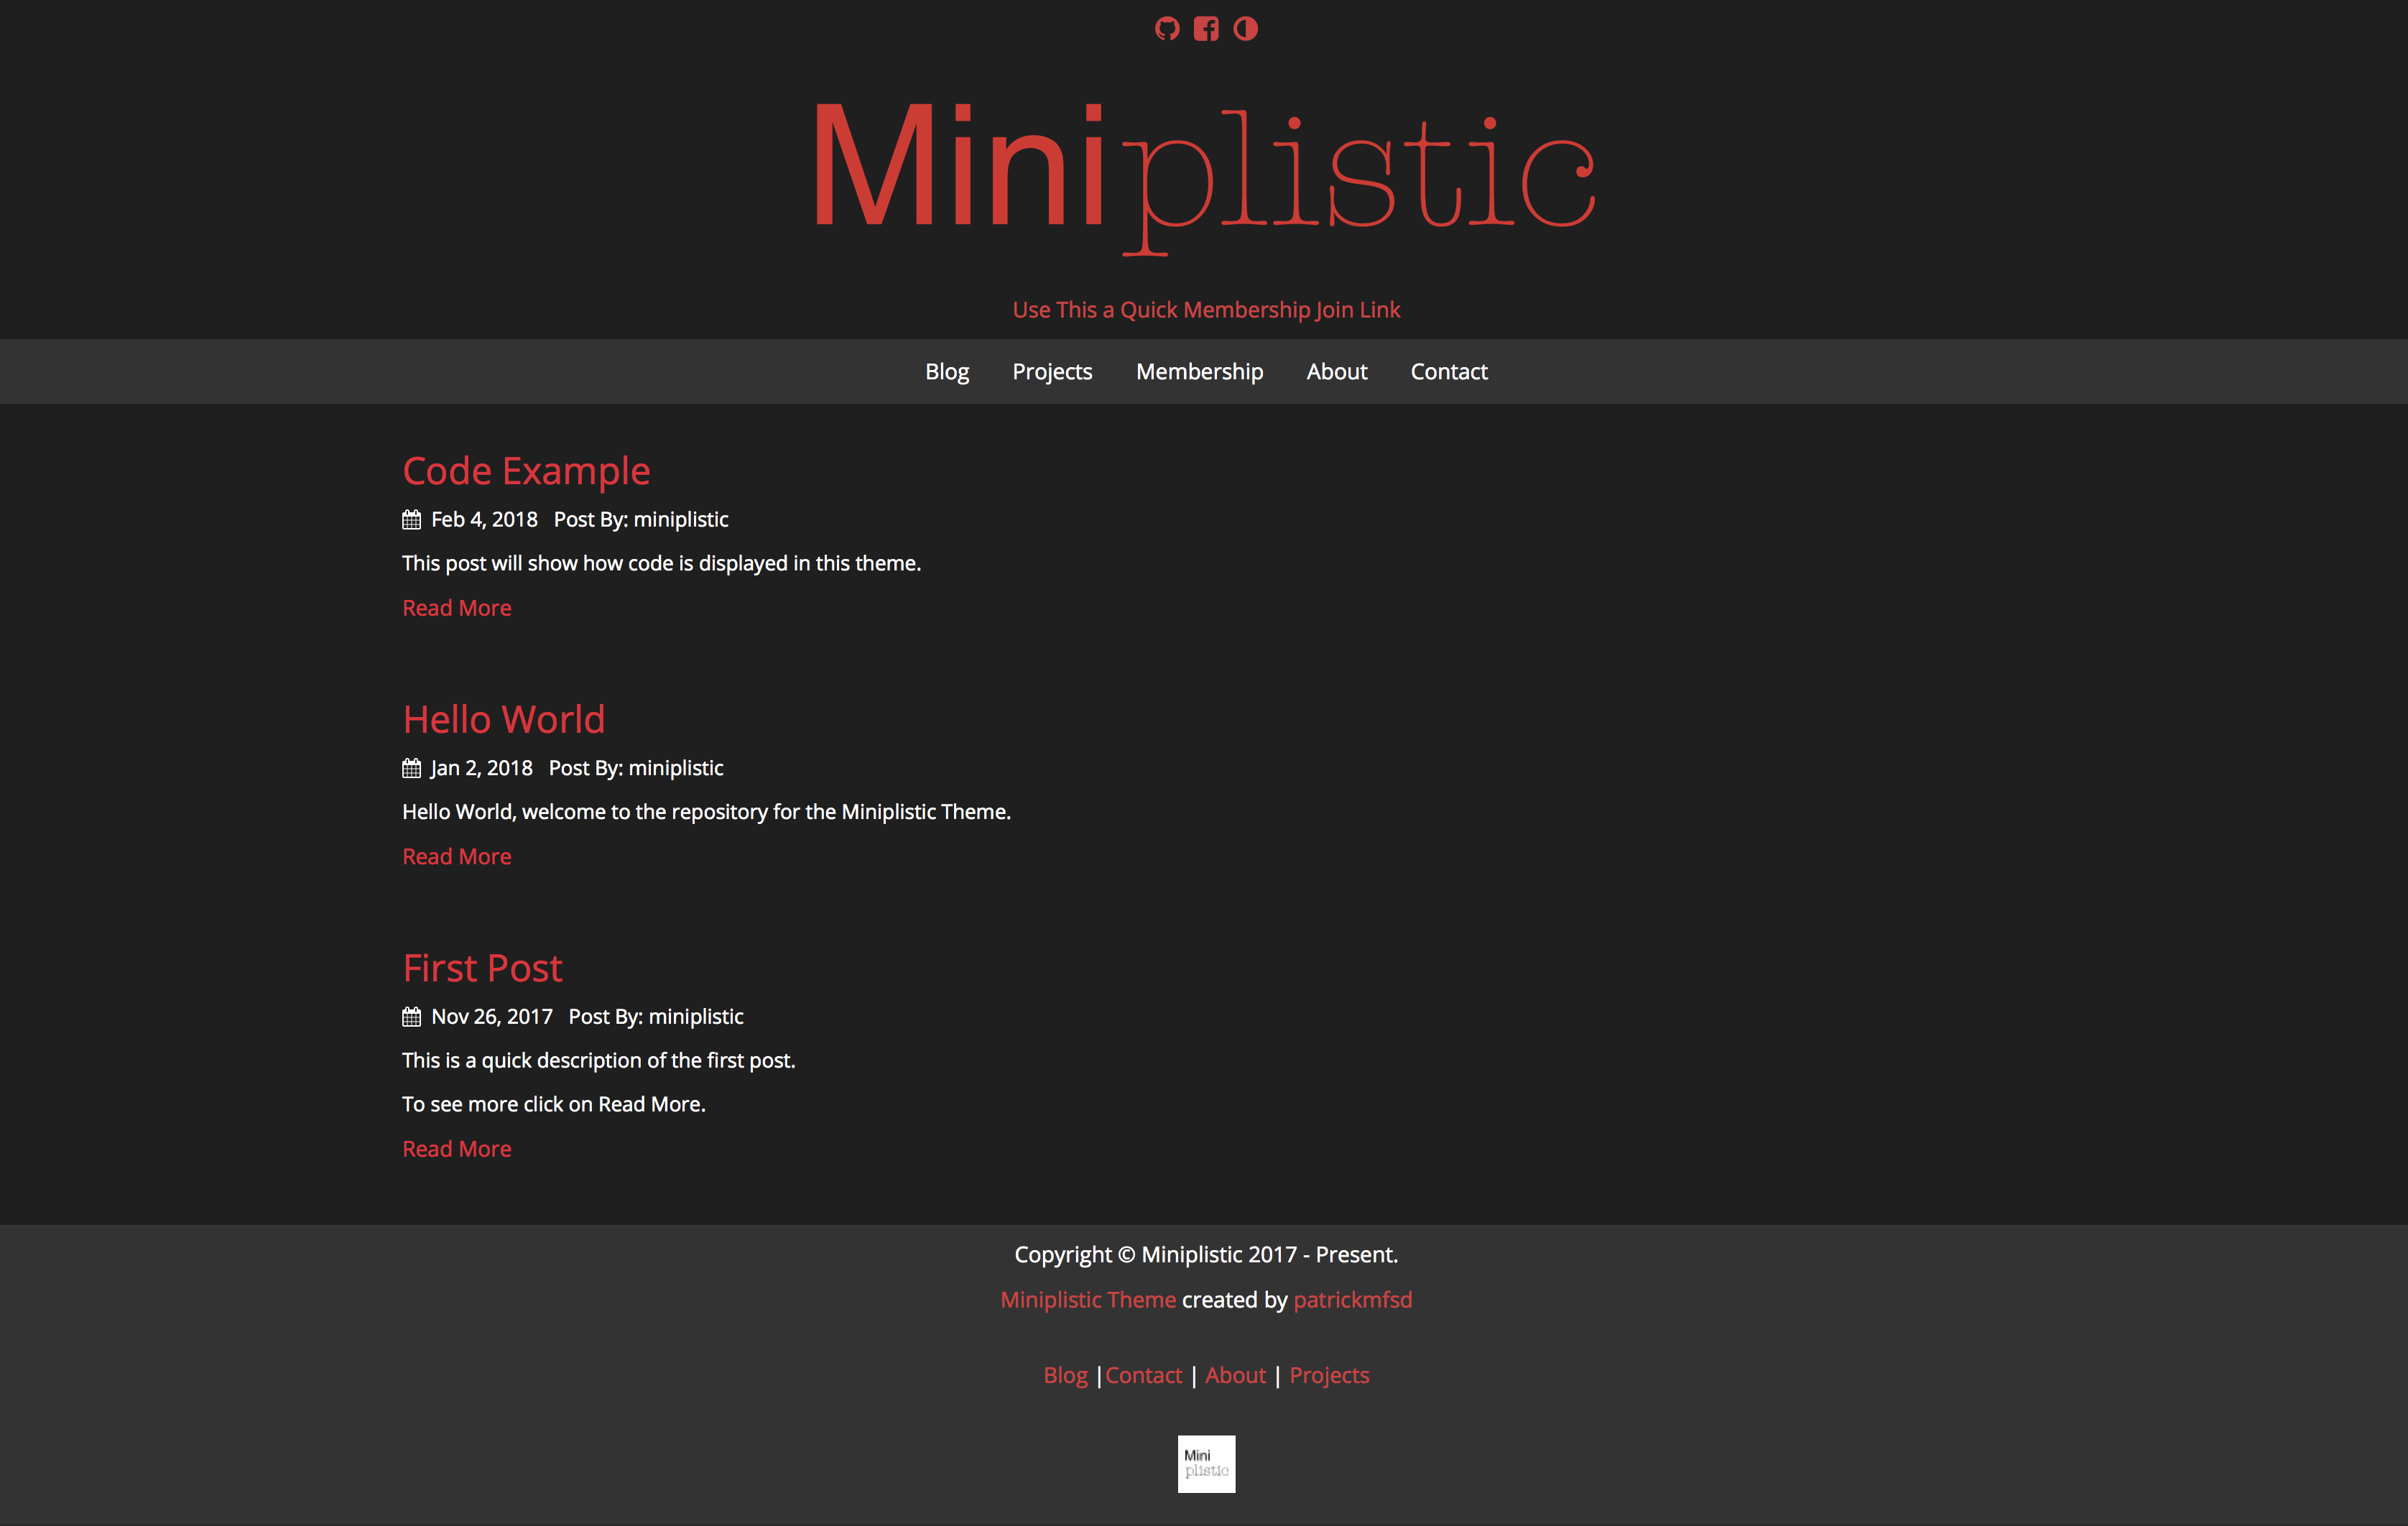 Miniplistic
Use This a Quick Membership Join Link
Blog Projects Membership About Contact
Code Example
Feb 4, 2018 Post By: miniplistic
This post will show how code is displayed in this theme.
Read More
Hello World
Jan 2, 2018 Post By: miniplistic
Hello World, welcome to the repository for the Miniplistic Theme.
Read More
First Post
Nov 26, 2017 Post By: miniplistic
This is a quick description of the first post.
To see more click on Read More.
Read More
Copyright © Miniplistic 2017 - Present.
Miniplistic Theme created by patrickmfsd
Blog |Contact | About | Projects
Mini
plistic